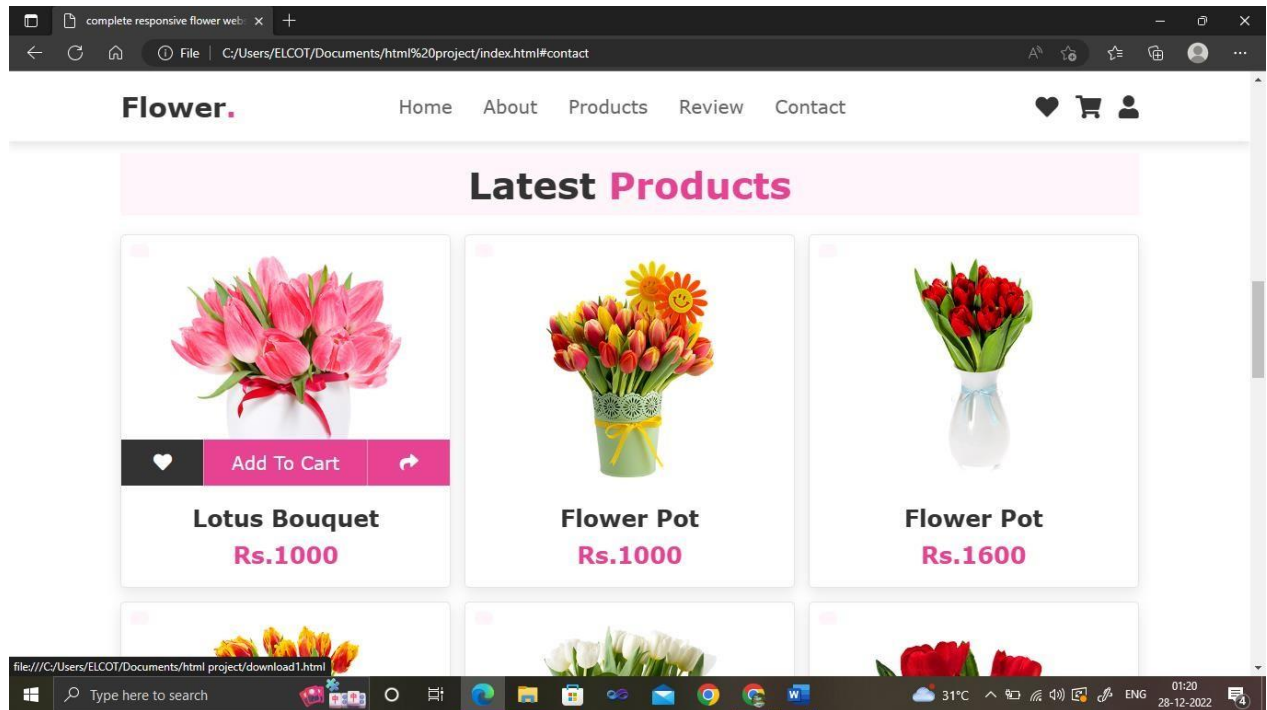 complete responsive flower web
File | C:/Users/ELCOT/Documents/html%20project/index.html#contact
Flower.
Home About Products Review Contact
Latest Products
Add To Cart
Lotus Bouquet
Rs.1000
Flower Pot
Rs.1000
Flower Pot
Rs.1600
file:///C:/Users/ELCOT/Documents/html project/download1.html
Type here to search
31°C
ENG
01:20
28-12-2022
4